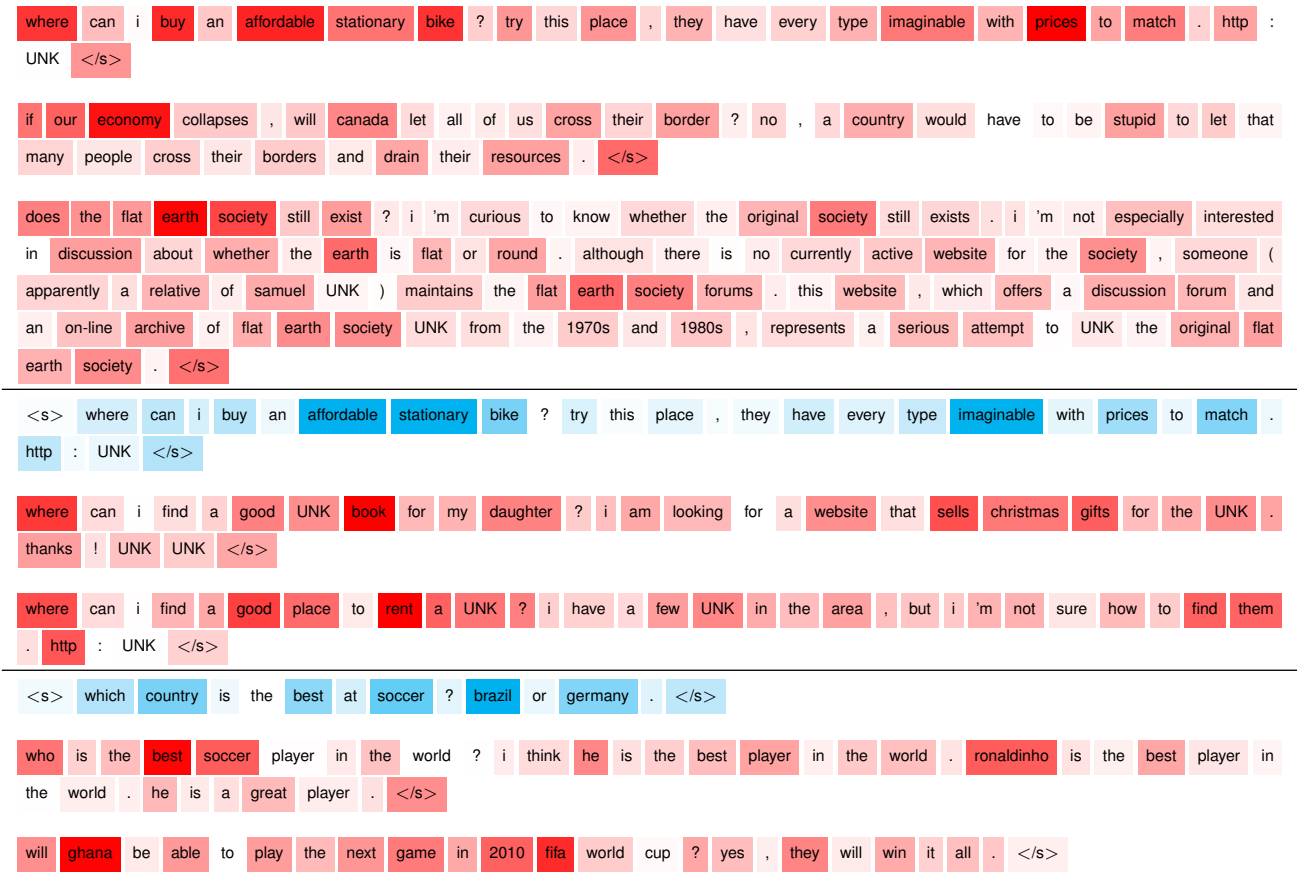 where can i buy an affordable stationary bike ? try this place , they have every type imaginable with prices to match . http :
UNK </s>
if our economy collapses , will canada let all of us cross their border ? no , a country would have to be stupid to let that
many people cross their borders and drain their resources . </s>
does the flat earth society still exist ? i 'm curious to know whether the original society still exists . i 'm not especially interested
in discussion about whether the earth is flat or round . although there is no currently active website for the society , someone (
apparently a relative of samuel UNK ) maintains the flat earth society forums . this website , which offers a discussion forum and
an on-line archive of flat earth society UNK from the 1970s and 1980s , represents a serious attempt to UNK the original flat
earth society . </s>
<s> where can i buy an affordable stationary bike ? try this place , they have every type imaginable with prices to match .
http : UNK </s>
where can i find a good UNK book for my daughter ? i am looking for a website that sells christmas gifts for the UNK .
thanks ! UNK UNK </s>
where can i find a good place to rent a UNK ? i have a few UNK in the area , but i 'm not sure how to find them
. http : UNK </s>
<s> which country is the best at soccer ? brazil or germany . </s>
who is the best soccer player in the world ? i think he is the best player in the world . ronaldinho is the best player in
the world . he is a great player . </s>
will ghana be able to play the next game in 2010 fifa world cup ? yes , they will win it all . </s>